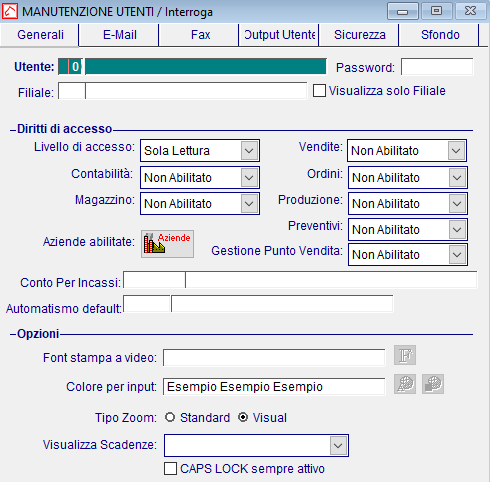 MANUTENZIONE UTENTI / Interroga
Generali E-Mail Fax Output Utente Sicurezza Sfondo
Utente: 0 Password:
Filiale: Visualizza solo Filiale
Diritti di accesso
Livello di accesso: Sola Lettura Vendite: Non Abilitato
Contabilità: Non Abilitato Ordini: Non Abilitato
Magazzino: Non Abilitato Produzione: Non Abilitato
Preventivi: Non Abilitato
Aziende abilitate: Aziende Gestione Punto Vendita: Non Abilitato
Conto Per Incassi:
Automatismo default:
Opzioni
Font stampa a video: F
Colore per input: Esempio Esempio Esempio
Tipo Zoom: Standard Visual
Visualizza Scadenze:
CAPS LOCK sempre attivo